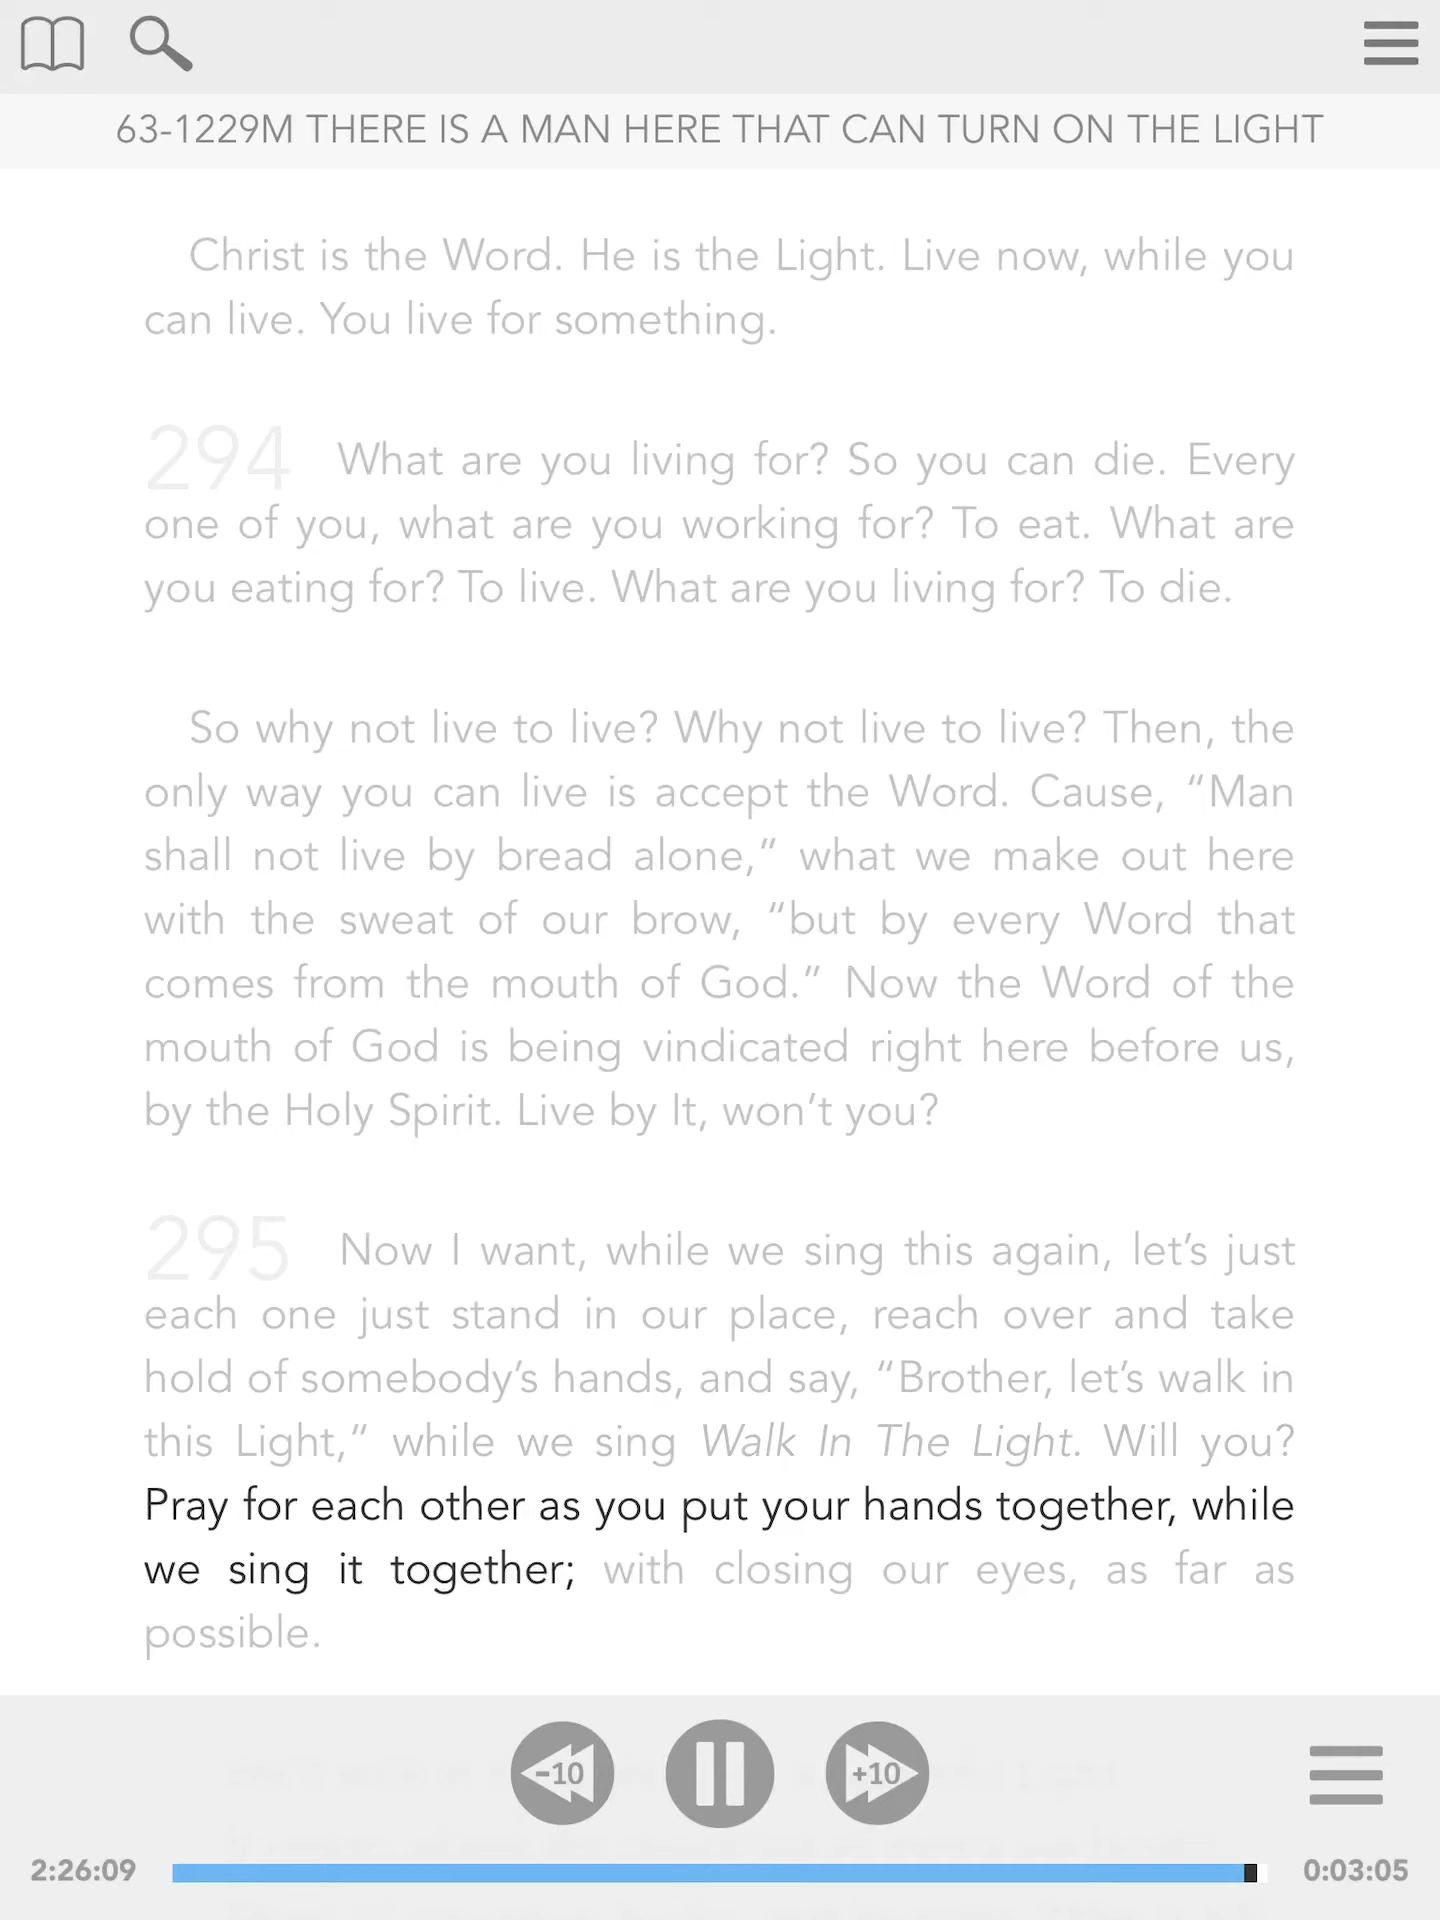 63-1229M THERE IS A MAN HERE THAT CAN TURN ON THE LIGHT
Christ is the Word. He is the Light. Live now, while you
can live. You live for something.
294 What are you living for? So you can die. Every
one of you, what are you working for? To eat. What are
you eating for? To live. What are you living for? To die.
So why not live to live? Why not live to live? Then, the
only way you can live is accept the Word. Cause, “Man
shall not live by bread alone,” what we make out here
with the sweat of our brow, “but by every Word that
comes from the mouth of God.” Now the Word of the
mouth of God is being vindicated right here before us,
by the Holy Spirit. Live by It, won’t you?
295 Now I want, while we sing this again, let’s just
each one just stand in our place, reach over and take
hold of somebody’s hands, and say, “Brother, let’s walk in
this Light,” while we sing Walk In The Light. Will you?
Pray for each other as you put your hands together, while
we sing it together; with closing our eyes, as far as
possible.
-10 +10
2:26:09 0:03:05